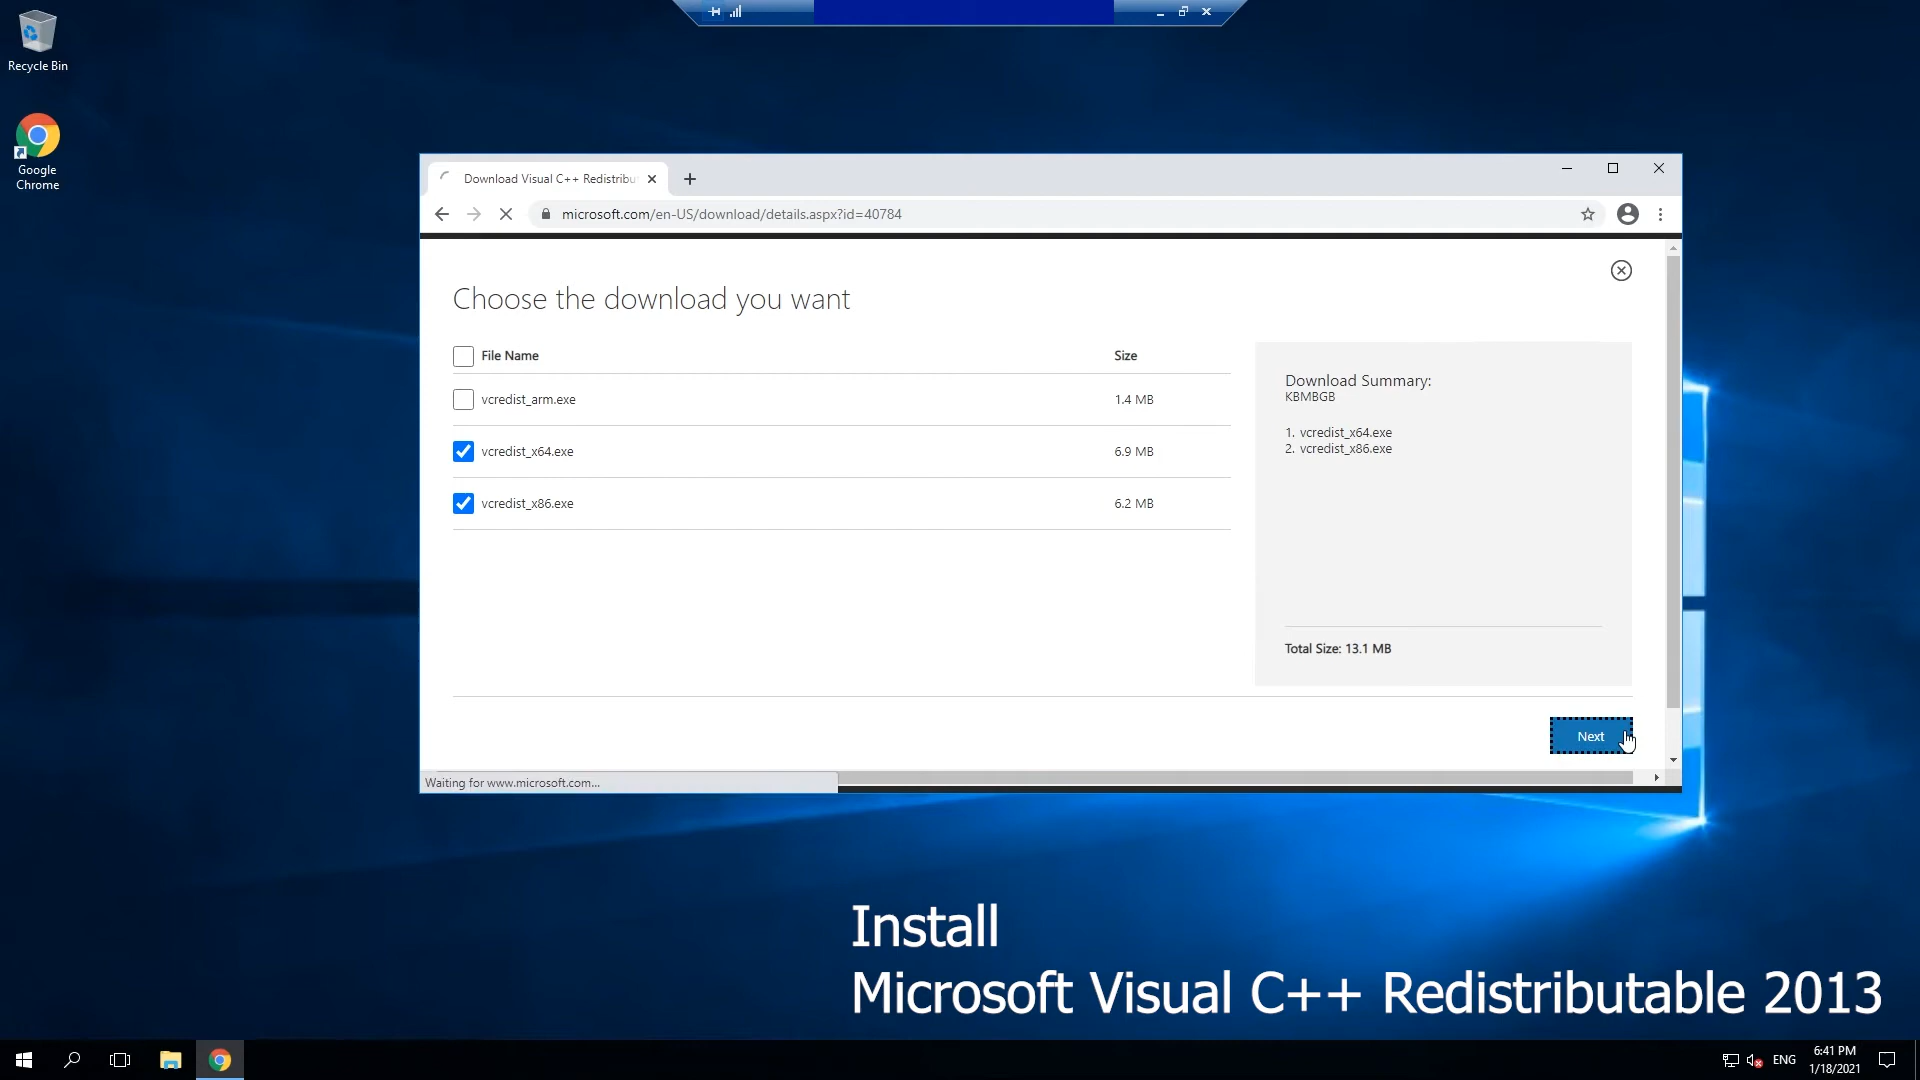 Recycle Bin
Google
Chrome
Download Visual C++ Redistribu
microsoft.com/en-US/download/details.aspx?id=40784
Choose the download you want
File Name
Size
vcredist_arm.exe
1.4 MB
vcredist_x64.exe
6.9 MB
vcredist_x86.exe
6.2 MB
Download Summary:
KBMBGB
1. vcredist_x64.exe
2. vcredist_x86.exe
Total Size: 13.1 MB
Next
Waiting for www.microsoft.com...
Install
Microsoft Visual C++ Redistributable 2013
ENG
6:41 PM
1/18/2021